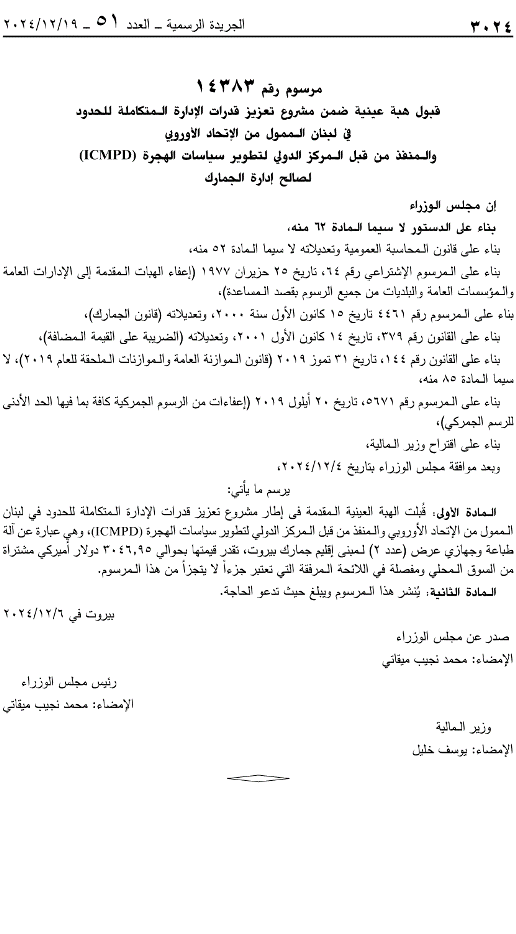 ٣٠٢٤
الجريدة الرسمية ـ العدد ٥١ ـ ٢٠٢٤/١٢/١٩
مرسوم رقم ١٤٣٨٣
قبول هبة عينية ضمن مشروع تعزيز قدرات الإدارة المتكاملة للحدود
في لبنان الممول من الإتحاد الأوروبي
والمنفذ من قبل المركز الدولي لتطوير سياسات الهجرة (ICMPD)
لصالح إدارة الجمارك
إن مجلس الوزراء
بناء على الدستور لا سيما المادة ٦٢ منه،
بناء على قانون المحاسبة العمومية وتعديلاته لا سيما المادة ٥٢ منه،
بناء على المرسوم الإشتراعي رقم ٦٤، تاريخ ٢٥ حزيران ١٩٧٧ (إعفاء الهبات المقدمة إلى الإدارات العامة
والمؤسسات العامة والبلديات من جميع الرسوم بقصد المساعدة)،
بناء على المرسوم رقم ٤٤٦١ تاريخ ١٥ كانون الأول سنة ٢٠٠٠، وتعديلاته (قانون الجمارك)،
بناء على القانون رقم ٣٧٩، تاريخ ١٤ كانون الأول ٢٠٠١، وتعديلاته (الضريبة على القيمة المضافة)،
بناء على القانون رقم ١٤٤، تاريخ ٣١ تموز ٢٠١٩ (قانون الموازنة العامة والموازنات الملحقة للعام ٢٠١٩)، لا
سيما المادة ٨٥ منه،
بناء على المرسوم رقم ٥٦٧١، تاريخ ٢٠ أيلول ٢٠١٩ (إعفاءات من الرسوم الجمركية كافة بما فيها الحد الأدنى
للرسم الجمركي)،
بناء على اقتراح وزير المالية،
وبعد موافقة مجلس الوزراء بتاريخ ٢٠٢٤/١٢/٤،
يرسم ما يأتي:
المادة الأولى: قُبلت الهبة العينية المقدمة في إطار مشروع تعزيز قدرات الإدارة المتكاملة للحدود في لبنان
الممول من الإتحاد الأوروبي والمنفذ من قبل المركز الدولي لتطوير سياسات الهجرة (ICMPD)، وهي عبارة عن آلة
طباعة وجهازي عرض (عدد ٢) لمبنى إقليم جمارك بيروت، تقدر قيمتها بحوالي ٣٠٤٦,٩٥ دولار أميركي مشتراة
من السوق المحلي ومفصلة في اللائحة المرفقة التي تعتبر جزءاً لا يتجزأ من هذا المرسوم.
المادة الثانية: يُنشر هذا المرسوم ويبلغ حيث تدعو الحاجة.
بيروت في ٢٠٢٤/١٢/٦
صدر عن مجلس الوزراء
الإمضاء: محمد نجيب ميقاتي
رئيس مجلس الوزراء
الإمضاء: محمد نجيب ميقاتي
وزير المالية
الإمضاء: يوسف خليل